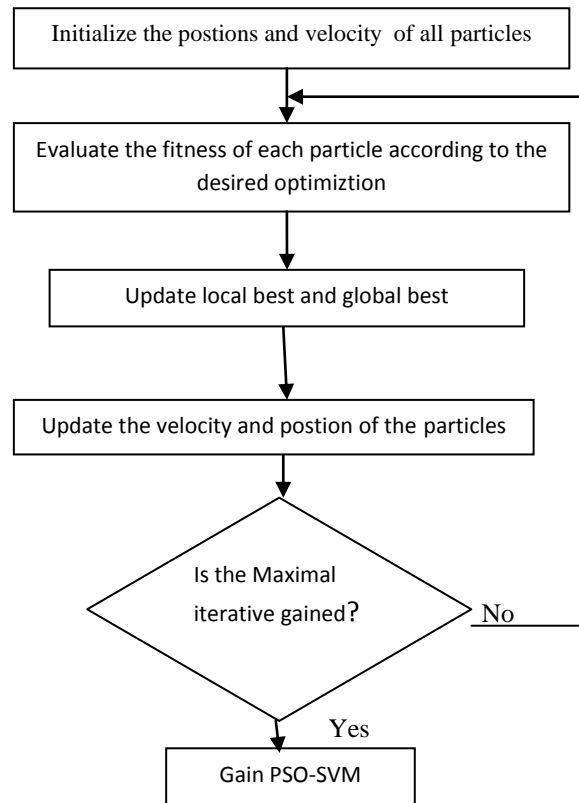 Initialize the postions and velocity of all particles
Evaluate the fitness of each particle according to the
desired optimiztion
Update local best and global best
Update the velocity and postion of the particles
Is the Maximal
iterative gained?
No
Yes
Gain PSO-SVM